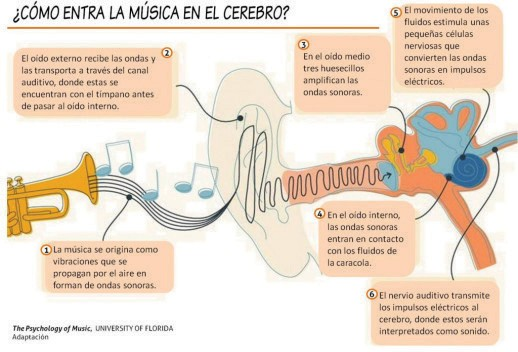 ¿CÓMO ENTRA LA MÚSICA EN EL CEREBRO?
① La música se origina como
vibraciones que se
propagan por el aire en
forman de ondas sonoras.
②
El oído externo recibe las ondas y
las transporta a través del canal
auditivo, donde estas se
encuentran con el tímpano antes
de pasar al oído interno.
③
En el oído medio
tres huesecillos
amplifican las
ondas sonoras.
④ En el oído interno,
las ondas sonoras
entran en contacto
con los fluidos de
la caracola.
⑤ El movimiento de los
fluidos estimula unas
pequeñas células
nerviosas que
convierten las ondas
sonoras en impulsos
eléctricos.
⑥ El nervio auditivo transmite
los impulsos eléctricos al
cerebro, donde estos serán
interpretados como sonido.
The Psychology of Music, UNIVERSITY OF FLORIDA
Adaptación